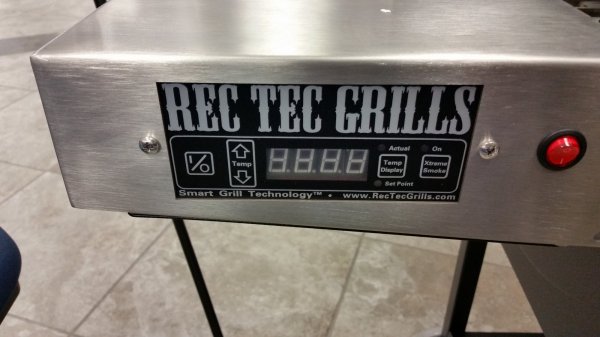 REC TEC GRILLS
Actual On
I/O Temp Temp Display Xtreme Smoke
Set Point
Smart Grill Technology™ • www.RecTecGrills.com